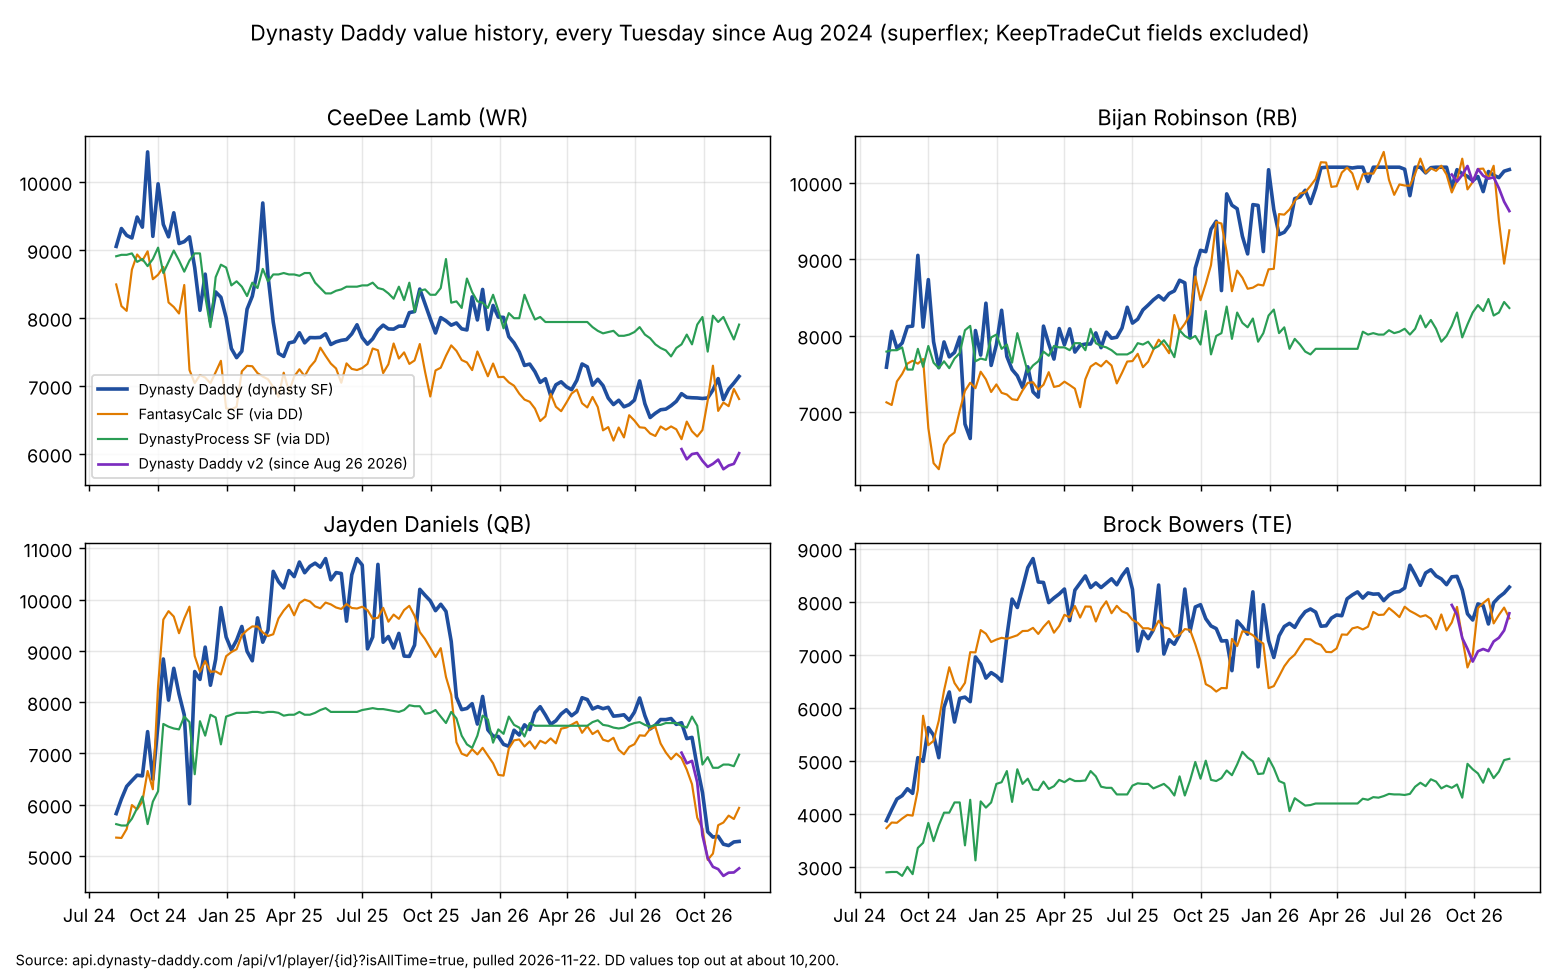 Dynasty Daddy value history, every Tuesday since Aug 2024 (superflex; KeepTradeCut fields excluded)
CeeDee Lamb (WR)
10000
9000
8000
7000
6000
Dynasty Daddy (dynasty SF)
FantasyCalc SF (via DD)
DynastyProcess SF (via DD)
Dynasty Daddy v2 (since Aug 26 2026)
Bijan Robinson (RB)
10000
9000
8000
7000
Jayden Daniels (QB)
11000
10000
9000
8000
7000
6000
5000
Jul 24 Oct 24 Jan 25 Apr 25 Jul 25 Oct 25 Jan 26 Apr 26 Jul 26 Oct 26
Brock Bowers (TE)
9000
8000
7000
6000
5000
4000
3000
Jul 24 Oct 24 Jan 25 Apr 25 Jul 25 Oct 25 Jan 26 Apr 26 Jul 26 Oct 26
Source: api.dynasty-daddy.com /api/v1/player/{id}?isAllTime=true, pulled 2026-11-22. DD values top out at about 10,200.